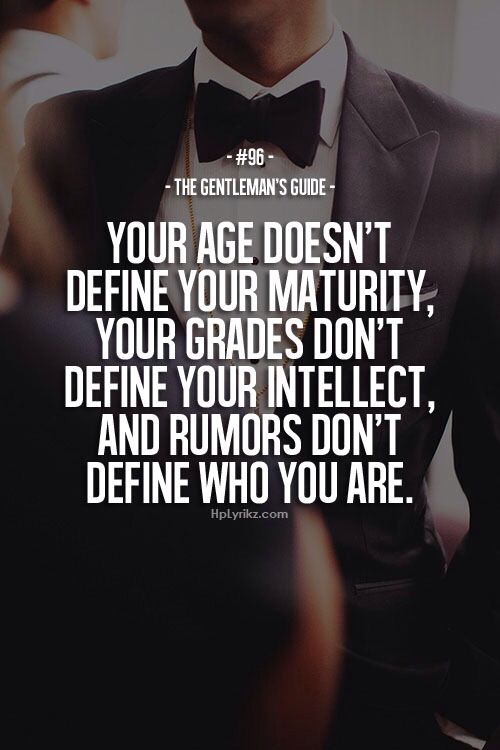 - #96 -
- THE GENTLEMAN'S GUIDE -
YOUR AGE DOESN'T
DEFINE YOUR MATURITY,
YOUR GRADES DON'T
DEFINE YOUR INTELLECT,
AND RUMORS DON'T
DEFINE WHO YOU ARE.
HpLyrikz.com